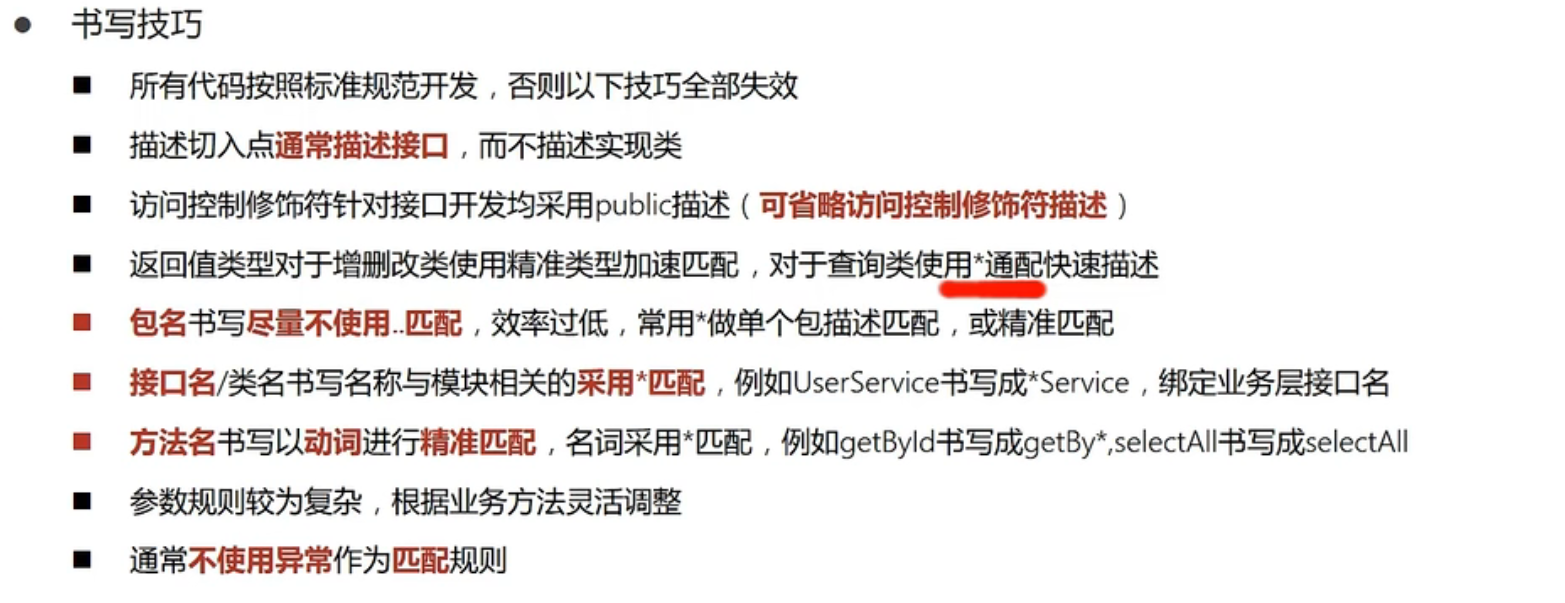 书写技巧
所有代码按照标准规范开发，否则以下技巧全部失效
描述切入点通常描述接口，而不描述实现类
访问控制修饰符针对接口开发均采用public描述（可省略访问控制修饰符描述）
返回值类型对于增删改类使用精准类型加速匹配，对于查询类使用*通配快速描述
包名书写尽量不使用..匹配，效率过低，常用*做单个包描述匹配，或精准匹配
接口名/类名书写名称与模块相关的采用*匹配，例如UserService书写成*Service，绑定业务层接口名
方法名书写以动词进行精准匹配，名词采用*匹配，例如getById书写成getBy*,selectAll书写成selectAll
参数规则较为复杂，根据业务方法灵活调整
通常不使用异常作为匹配规则